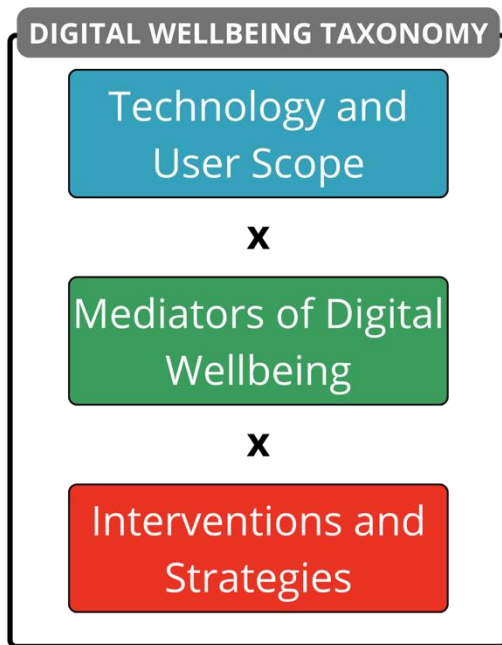 DIGITAL WELLBEING TAXONOMY
Technology and
User Scope
x
Mediators of Digital
Wellbeing
x
Interventions and
Strategies